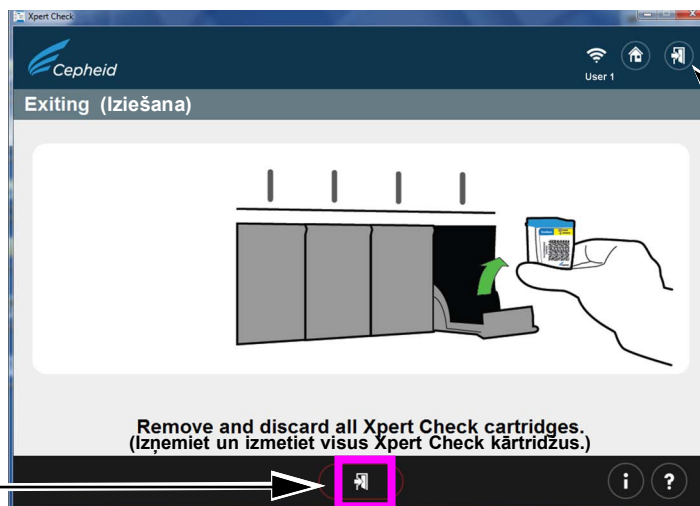 Xpert Check
Cepheid
User 1
Exiting (Iziešana)
Remove and discard all Xpert Check cartridges.
(Izņemiet un izmetiet visus Xpert Check kārtridžus.)
i ?